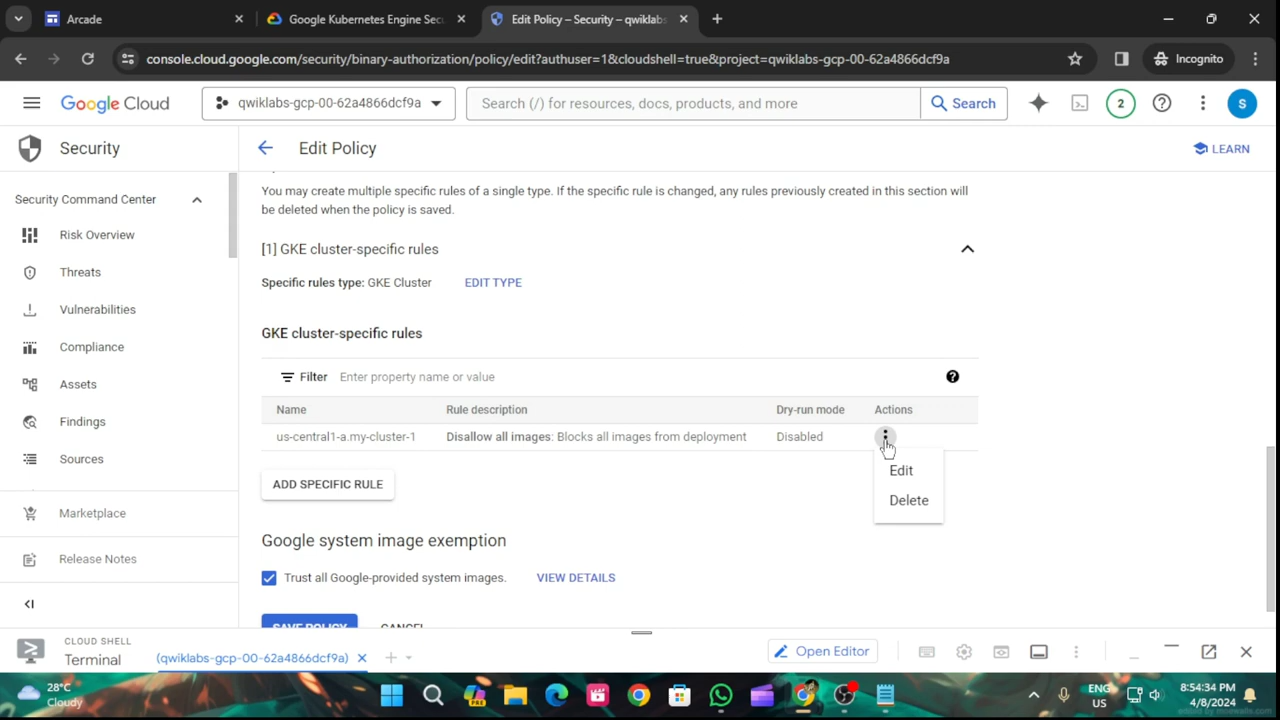 Arcade
Google Kubernetes Engine Secu
Edit Policy – Security – qwiklabs
console.cloud.google.com/security/binary-authorization/policy/edit?authuser=1&cloudshell=true&project=qwiklabs-gcp-00-62a4866dcf9a
Incognito
Google Cloud
qwiklabs-gcp-00-62a4866dcf9a
Search (/) for resources, docs, products, and more
Search
2
S
Security
Edit Policy
LEARN
Security Command Center
Risk Overview
Threats
Vulnerabilities
Compliance
Assets
Findings
Sources
Marketplace
Release Notes
You may create multiple specific rules of a single type. If the specific rule is changed, any rules previously created in this section will
be deleted when the policy is saved.
[1] GKE cluster-specific rules
Specific rules type: GKE Cluster EDIT TYPE
GKE cluster-specific rules
Filter Enter property name or value
Name Rule description Dry-run mode Actions
us-central1-a.my-cluster-1 Disallow all images: Blocks all images from deployment Disabled
Edit
Delete
ADD SPECIFIC RULE
Google system image exemption
Trust all Google-provided system images. VIEW DETAILS
SAVE POLICY CANCEL
CLOUD SHELL
Terminal
(qwiklabs-gcp-00-62a4866dcf9a)
Open Editor
28°C
Cloudy
PRE
ENG
US
8:54:34 PM
4/8/2024